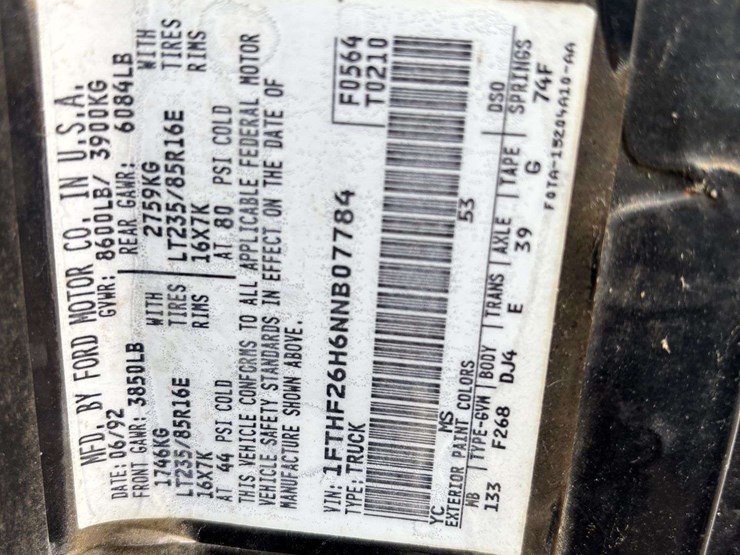 MFD. BY FORD MOTOR CO. IN U.S.A.
DATE: 06/92 GVWR: 8600LB/ 3900KG
FRONT GAWR: 3850LB REAR GAWR: 6084LB
1746KG WITH 2759KG WITH
LT235/85R16E TIRES LT235/85R16E TIRES
16X7K RIMS 16X7K RIMS
AT 44 PSI COLD AT 80 PSI COLD
THIS VEHICLE CONFORMS TO ALL APPLICABLE FEDERAL MOTOR
VEHICLE SAFETY STANDARDS IN EFFECT ON THE DATE OF
MANUFACTURE SHOWN ABOVE.
VIN: 1FTHF26H6NNB07784 F0564
TYPE: TRUCK T0210
YC MS 53
EXTERIOR PAINT COLORS DSO
WB TYPE-GVW BODY TRANS AXLE TAPE SPRINGS
133 F268 DJ4 E 39 G 74F
F0TA-15204A10-AA